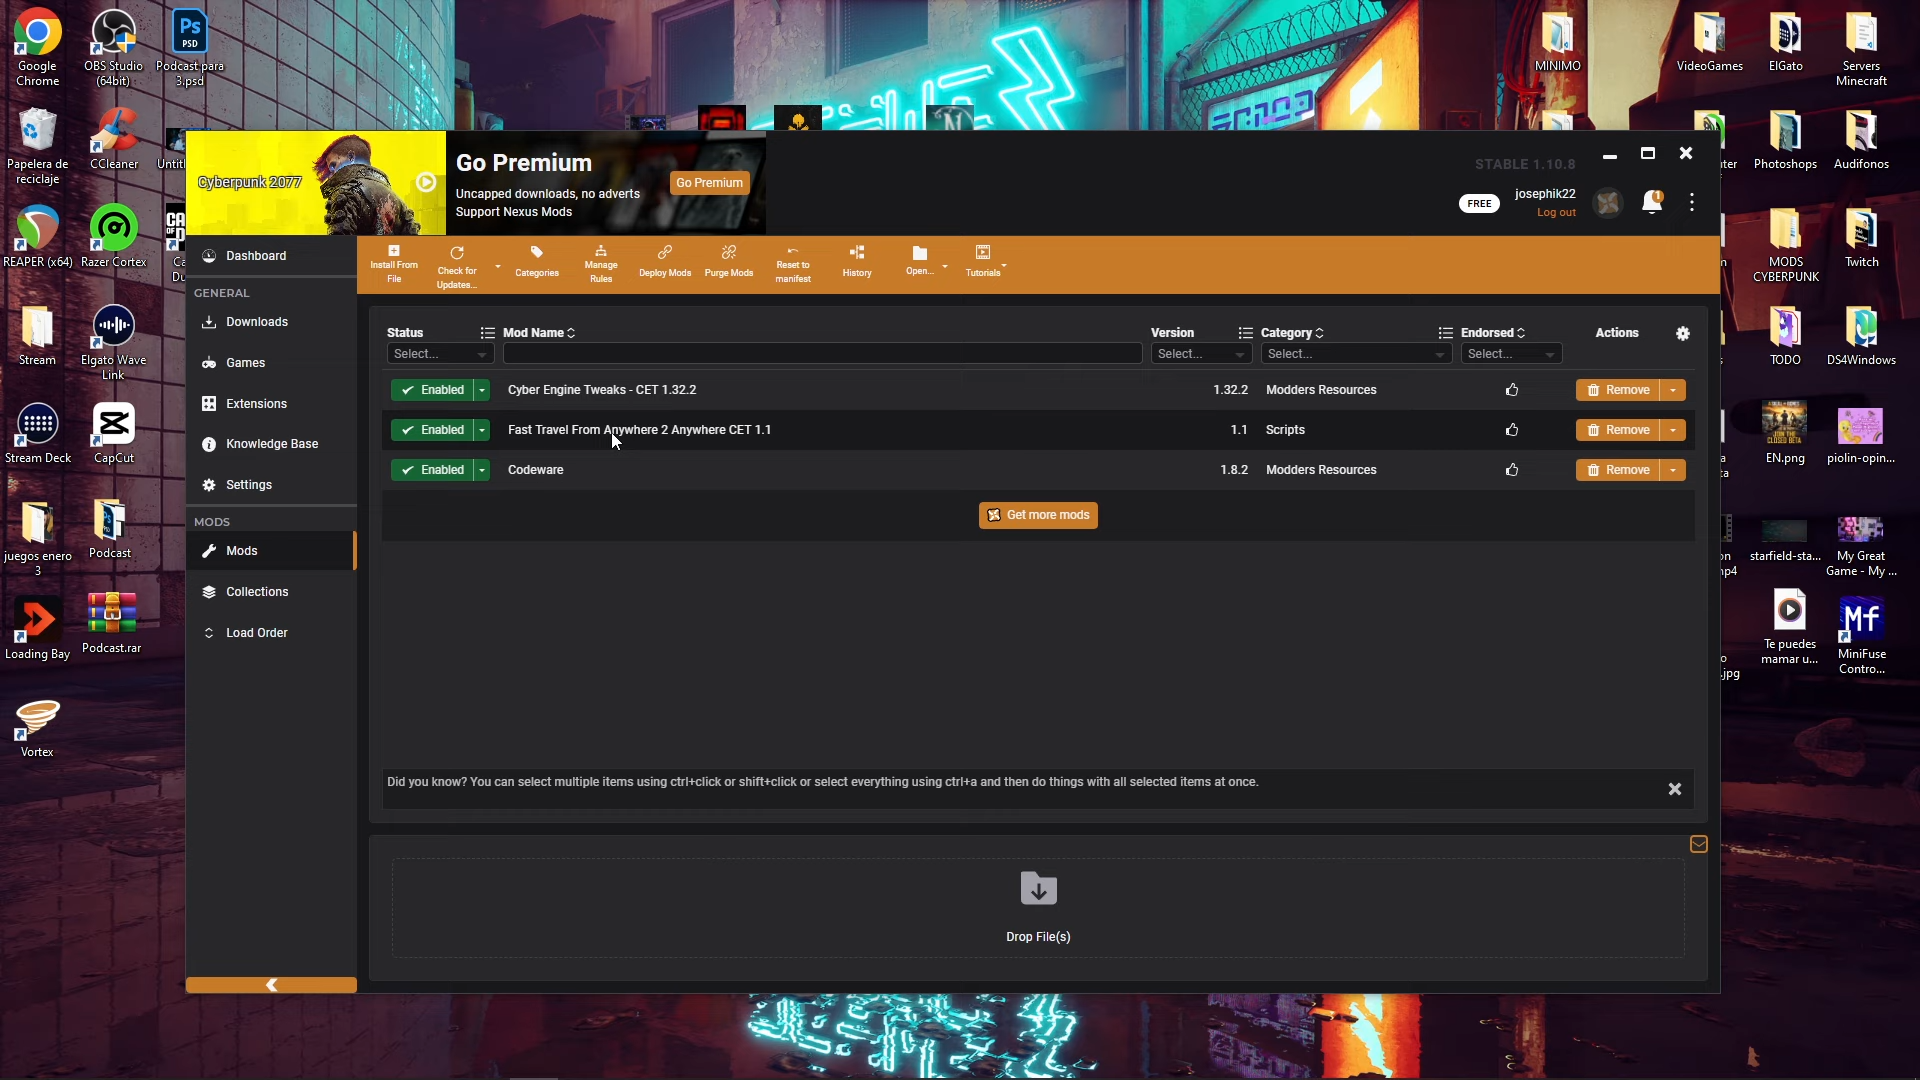 Google
Chrome
OBS Studio
(64bit)
Ps
PSD
Podcast para
3.psd
MINIMO
VideoGames
ElGato
Servers
Minecraft
Papelera de
reciclaje
CCleaner
Photoshops
Audifonos
REAPER (x64)
Razer Cortex
MODS
CYBERPUNK
Twitch
Stream
Elgato Wave
Link
TODO
DS4Windows
Stream Deck
CapCut
EN.png
piolin-opin...
juegos enero
3
Podcast
starfield-sta...
My Great
Game - My ...
Loading Bay
Podcast.rar
Te puedes
mamar u...
Mf
MiniFuse
Contro...
Vortex
Cyberpunk 2077
Go Premium
Uncapped downloads, no adverts
Support Nexus Mods
Go Premium
STABLE 1.10.8
FREE
josephik22
Log out
1
Dashboard
GENERAL
Downloads
Games
Extensions
Knowledge Base
Settings
MODS
Mods
Collections
Load Order
Install From
File
Check for
Updates...
Categories
Manage
Rules
Deploy Mods
Purge Mods
Reset to
manifest
History
Open...
Tutorials
Status
Mod Name
Version
Category
Endorsed
Actions
Select...
Select...
Select...
Select...
Enabled
Cyber Engine Tweaks - CET 1.32.2
1.32.2
Modders Resources
Remove
Enabled
Fast Travel From Anywhere 2 Anywhere CET 1.1
1.1
Scripts
Remove
Enabled
Codeware
1.8.2
Modders Resources
Remove
Get more mods
Did you know? You can select multiple items using ctrl+click or shift+click or select everything using ctrl+a and then do things with all selected items at once.
Drop File(s)